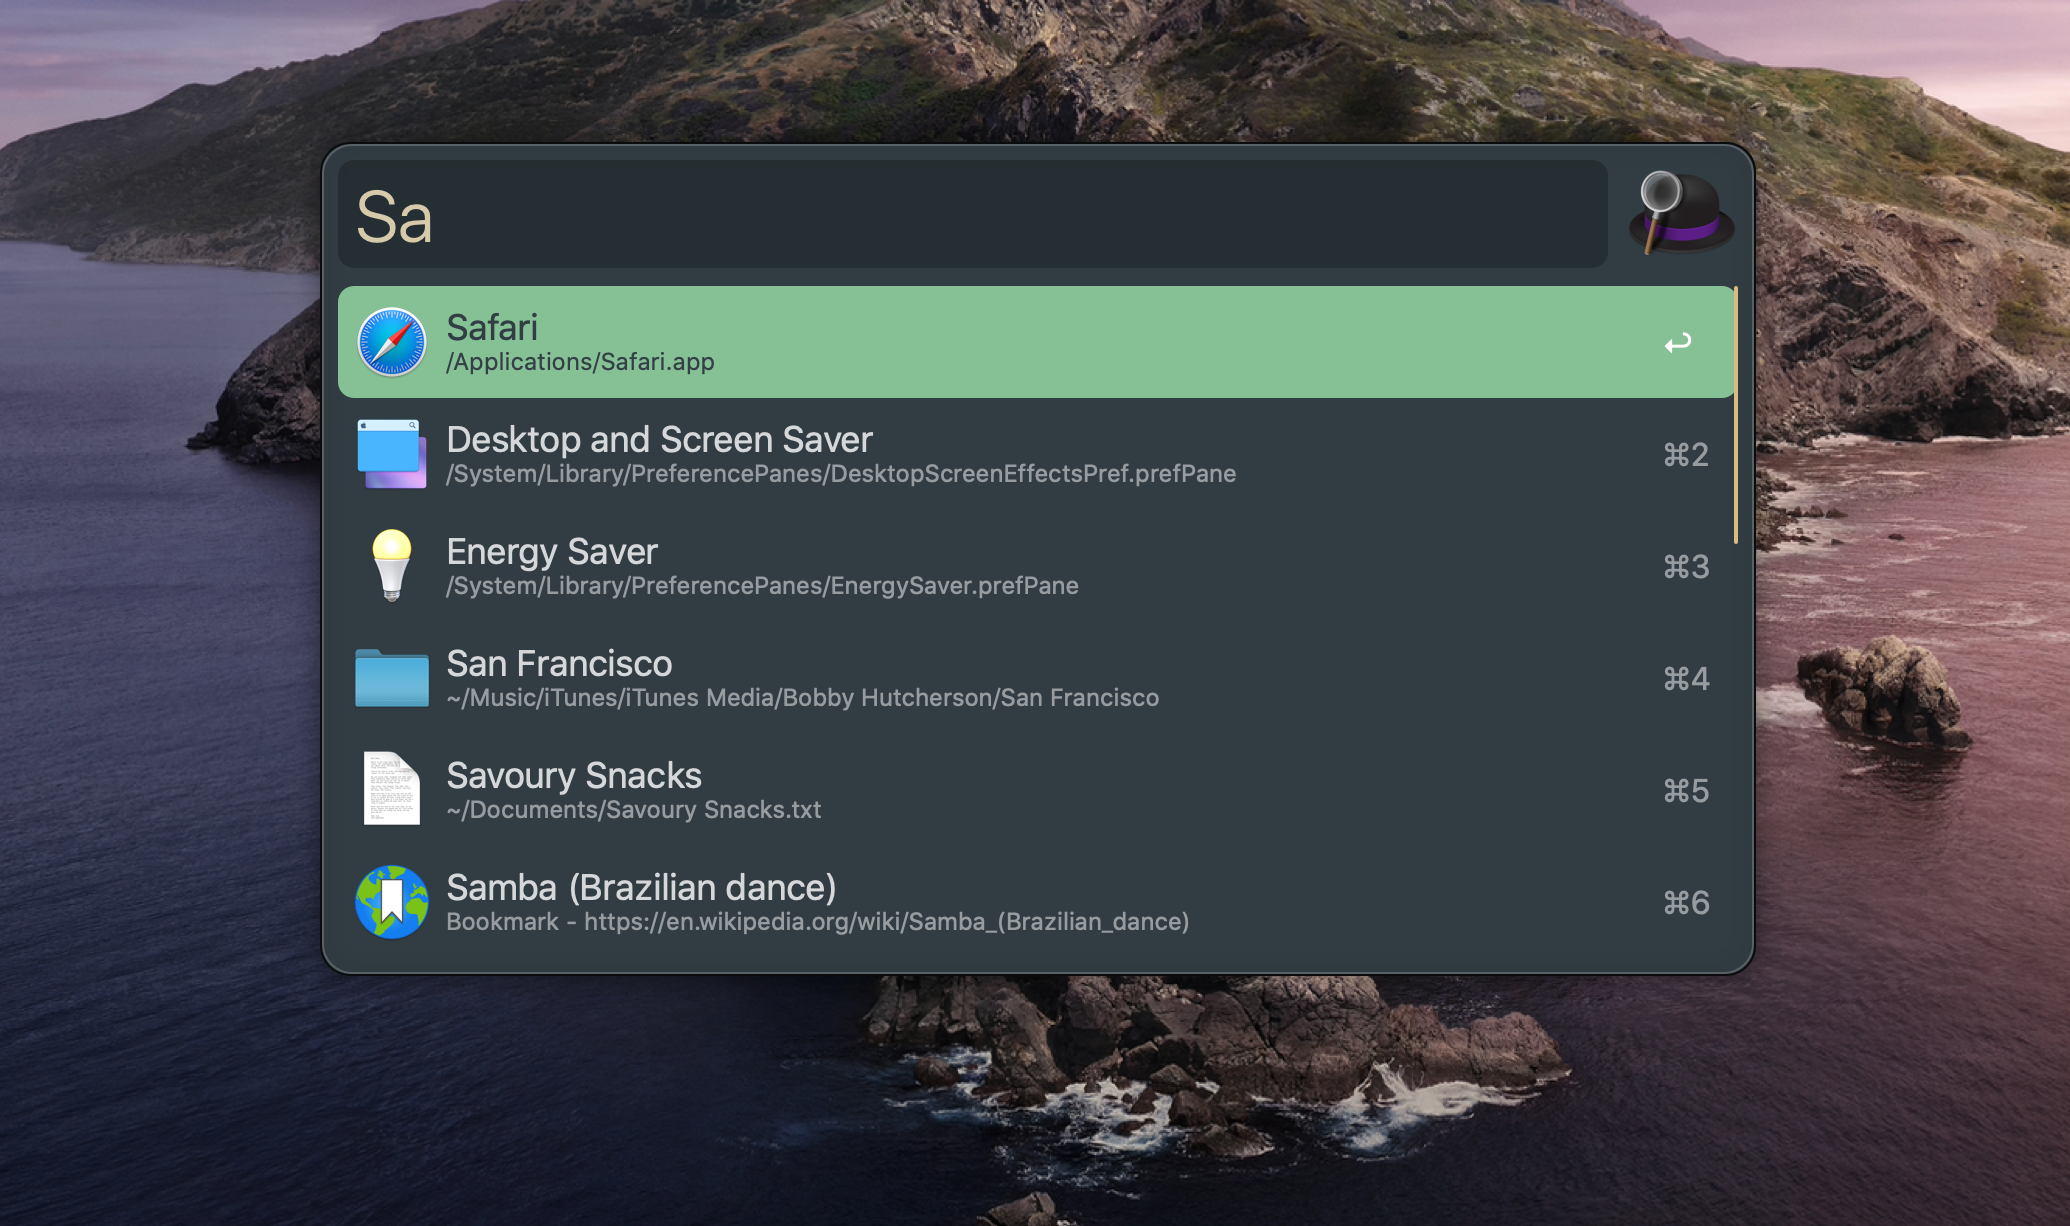 Sa
Safari
/Applications/Safari.app
Desktop and Screen Saver
/System/Library/PreferencePanes/DesktopScreenEffectsPref.prefPane
⌘2
Energy Saver
/System/Library/PreferencePanes/EnergySaver.prefPane
⌘3
San Francisco
~/Music/iTunes/iTunes Media/Bobby Hutcherson/San Francisco
⌘4
Savoury Snacks
~/Documents/Savoury Snacks.txt
⌘5
Samba (Brazilian dance)
Bookmark - https://en.wikipedia.org/wiki/Samba_(Brazilian_dance)
⌘6